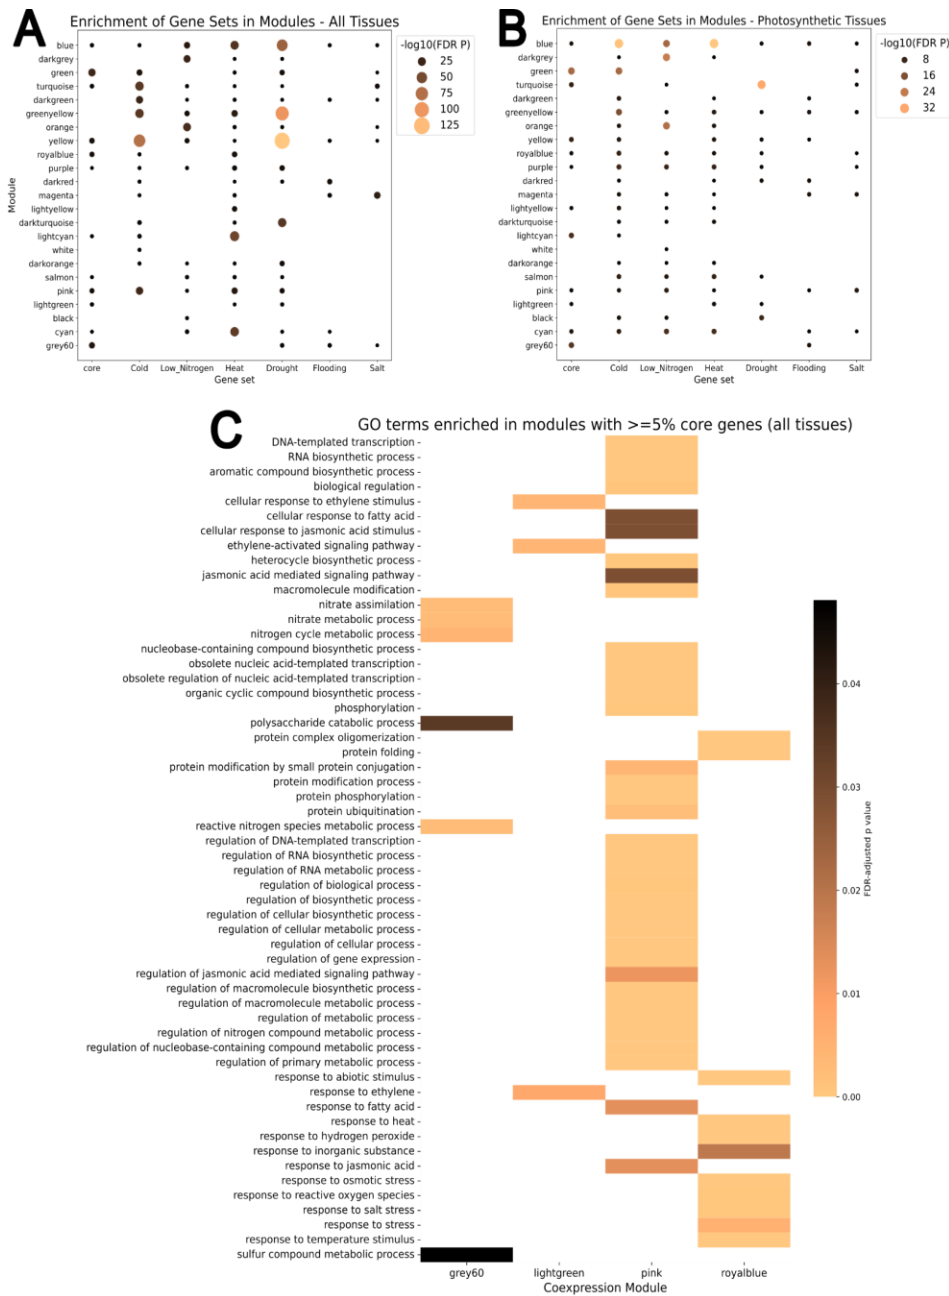 A
Enrichment of Gene Sets in Modules - All Tissues
Module
blue
darkgrey
green
turquoise
darkgreen
greenyellow
orange
yellow
royalblue
purple
darkred
magenta
lightyellow
darkturquoise
lightcyan
white
darkorange
salmon
pink
lightgreen
black
cyan
grey60
core Cold Low_Nitrogen Heat Drought Flooding Salt
Gene set
-log10(FDR P)
25
50
75
100
125
B
Enrichment of Gene Sets in Modules - Photosynthetic Tissues
blue
darkgrey
green
turquoise
darkgreen
greenyellow
orange
yellow
royalblue
purple
darkred
magenta
lightyellow
darkturquoise
lightcyan
white
darkorange
salmon
pink
lightgreen
black
cyan
grey60
core Cold Low_Nitrogen Heat Drought Flooding Salt
Gene set
-log10(FDR P)
8
16
24
32
C
GO terms enriched in modules with >=5% core genes (all tissues)
DNA-templated transcription
RNA biosynthetic process
aromatic compound biosynthetic process
biological regulation
cellular response to ethylene stimulus
cellular response to fatty acid
cellular response to jasmonic acid stimulus
ethylene-activated signaling pathway
heterocycle biosynthetic process
jasmonic acid mediated signaling pathway
macromolecule modification
nitrate assimilation
nitrate metabolic process
nitrogen cycle metabolic process
nucleobase-containing compound biosynthetic process
obsolete nucleic acid-templated transcription
obsolete regulation of nucleic acid-templated transcription
organic cyclic compound biosynthetic process
phosphorylation
polysaccharide catabolic process
protein complex oligomerization
protein folding
protein modification by small protein conjugation
protein modification process
protein phosphorylation
protein ubiquitination
reactive nitrogen species metabolic process
regulation of DNA-templated transcription
regulation of RNA biosynthetic process
regulation of RNA metabolic process
regulation of biological process
regulation of biosynthetic process
regulation of cellular biosynthetic process
regulation of cellular metabolic process
regulation of cellular process
regulation of gene expression
regulation of jasmonic acid mediated signaling pathway
regulation of macromolecule biosynthetic process
regulation of macromolecule metabolic process
regulation of metabolic process
regulation of nitrogen compound metabolic process
regulation of nucleobase-containing compound metabolic process
regulation of primary metabolic process
response to abiotic stimulus
response to ethylene
response to fatty acid
response to heat
response to hydrogen peroxide
response to inorganic substance
response to jasmonic acid
response to osmotic stress
response to reactive oxygen species
response to salt stress
response to stress
response to temperature stimulus
sulfur compound metabolic process
grey60 lightgreen pink royalblue
Coexpression Module
0.04
0.03
0.02
0.01
0.00
FDR-adjusted p value